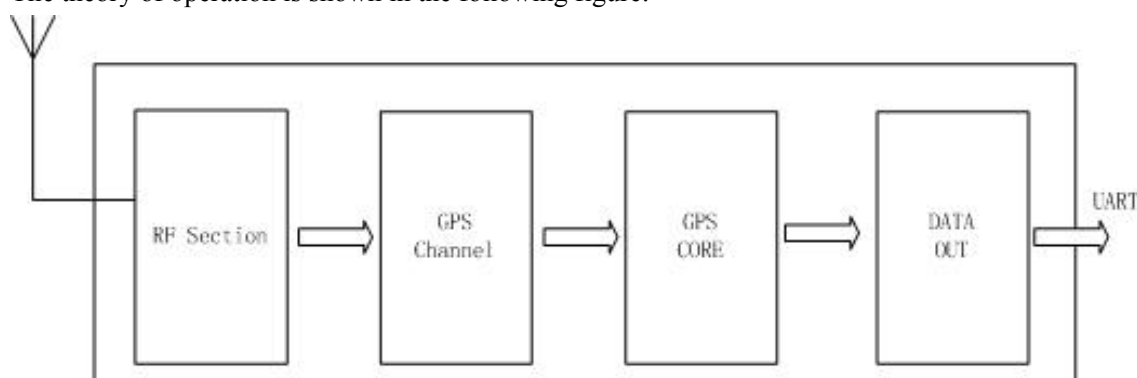 The theory of operation is shown in the following figure.
RF Section
GPS
Channel
GPS
CORE
DATA
OUT
UART